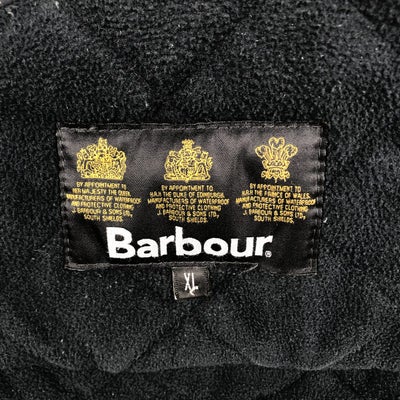 BY APPOINTMENT TO
HER MAJESTY THE QUEEN
MANUFACTURERS OF WATERPROOF
AND PROTECTIVE CLOTHING
J. BARBOUR & SONS LTD
SOUTH SHIELDS.
BY APPOINTMENT TO
H.R.H THE DUKE OF EDINBURGH,
MANUFACTURERS OF WATERPROOF
AND PROTECTIVE CLOTHING
J. BARBOUR & SONS LTD,
SOUTH SHIELDS.
BY APPOINTMENT TO
H.R.H THE PRINCE OF WALES,
MANUFACTURERS OF WATERPROOF
AND PROTECTIVE CLOTHING
J. BARBOUR & SONS LTD,
SOUTH SHIELDS.
Barbour®
XL